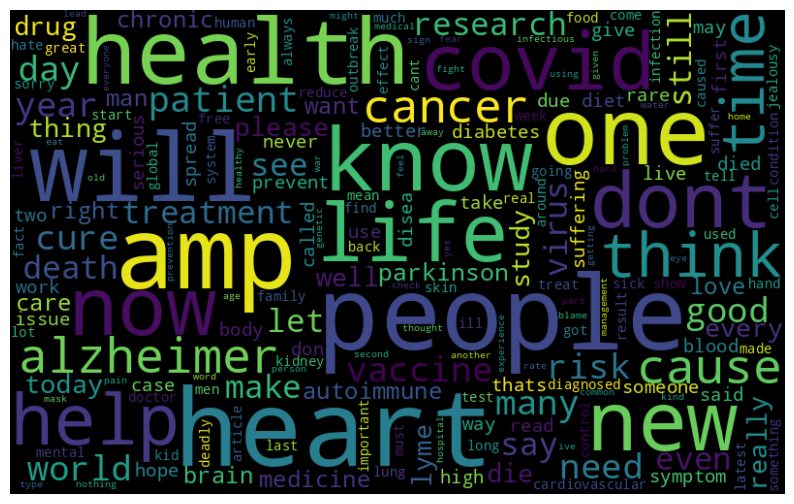 drug
chronic
human
health
covid
research
give
food
come
may
time
hate
great
early
always
outbreak
effect
much
might
medical
sign
fear
infectious
using
given
cant
fight
still
infection
caused
first
jealousy
day
sorry
year
man
patient
want
reduce
cancer
due
diet
rare
one
thing
start
serious
spread
system
free
please
never
better
away
diabetes
week
suffer
water
home
lead
everyone
will
liver
eat
old
global
healthy
war
see
prevent
know
feel
going
died
live
tell
hard
problem
cell
condition
dont
two
right
treatment
called
mean
find
genetic
life
disea
take
real
study
around
virus
suffering
used
think
fact
cure
prevention
amp
use
back
yes
well
parkinson
type
death
work
now
age
family
skin
check
treat
sick
show
getting
eye
love
hand
care
issue
lot
body
let
don
kidney
people
thought
ill
second
another
experience
management
part
blame
got
result
good
every
blood
made
alzheimer
cause
risk
rate
vaccine
today
pain
case
men
make
person
autoimmune
thats
diagnosed
someone
common
many
kind
said
really
help
mask
doctor
word
deadly
article
last
heart
important
test
must
read
way
long
hospital
ive
say
control
even
new
something
latest
world
mental
nothing
kid
hope
brain
medicine
lung
lyme
high
die
need
symptom
cardiovascular